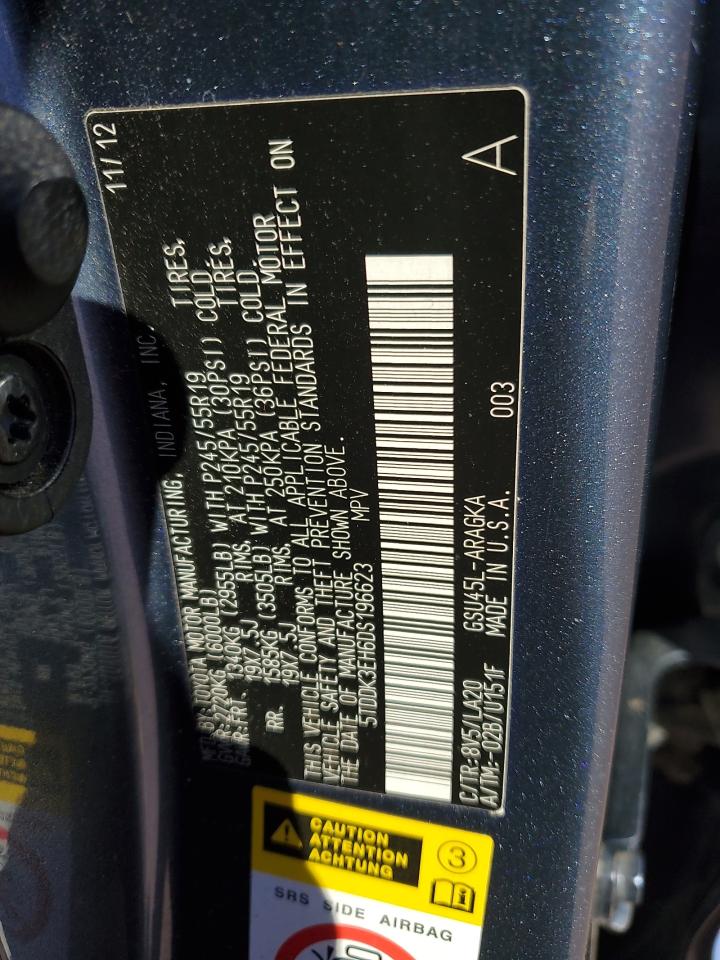 MFD BY: TOYOTA MOTOR MANUFACTURING, INDIANA, INC. 11/12
GVWR: 2720KG (6000LB)
GAWR: FRT. 1340KG (2955LB) WITH P245/55R19 TIRES,
19X7.5J RIMS, AT 210KPA (30PSI) COLD.
RR. 1585KG (3505LB) WITH P245/55R19 TIRES,
19X7.5J RIMS, AT 250KPA (36PSI) COLD.
THIS VEHICLE CONFORMS TO ALL APPLICABLE FEDERAL MOTOR
VEHICLE SAFETY AND THEFT PREVENTION STANDARDS IN EFFECT ON
THE DATE OF MANUFACTURE SHOWN ABOVE.
5TDDK3EH6DS196623 MPV
C/TR:8V5/LA20 GSU45L-ARAGKA 003 A
A/TM:-02B/U151F MADE IN U.S.A.
CAUTION
ATTENTION
ACHTUNG
3
SRS SIDE AIRBAG